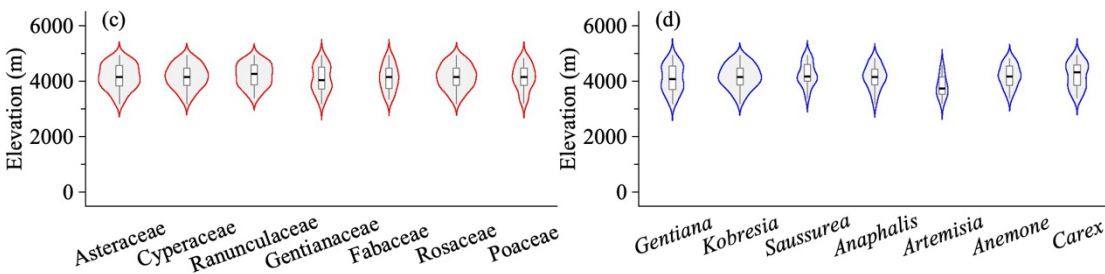 (c)
Elevation (m)
6000
4000
2000
0
Asteraceae
Cyperaceae
Ranunculaceae
Gentianaceae
Fabaceae
Rosaceae
Poaceae
(d)
Elevation (m)
6000
4000
2000
0
Gentiana
Kobresia
Saussurea
Anaphalis
Artemisia
Anemone
Carex